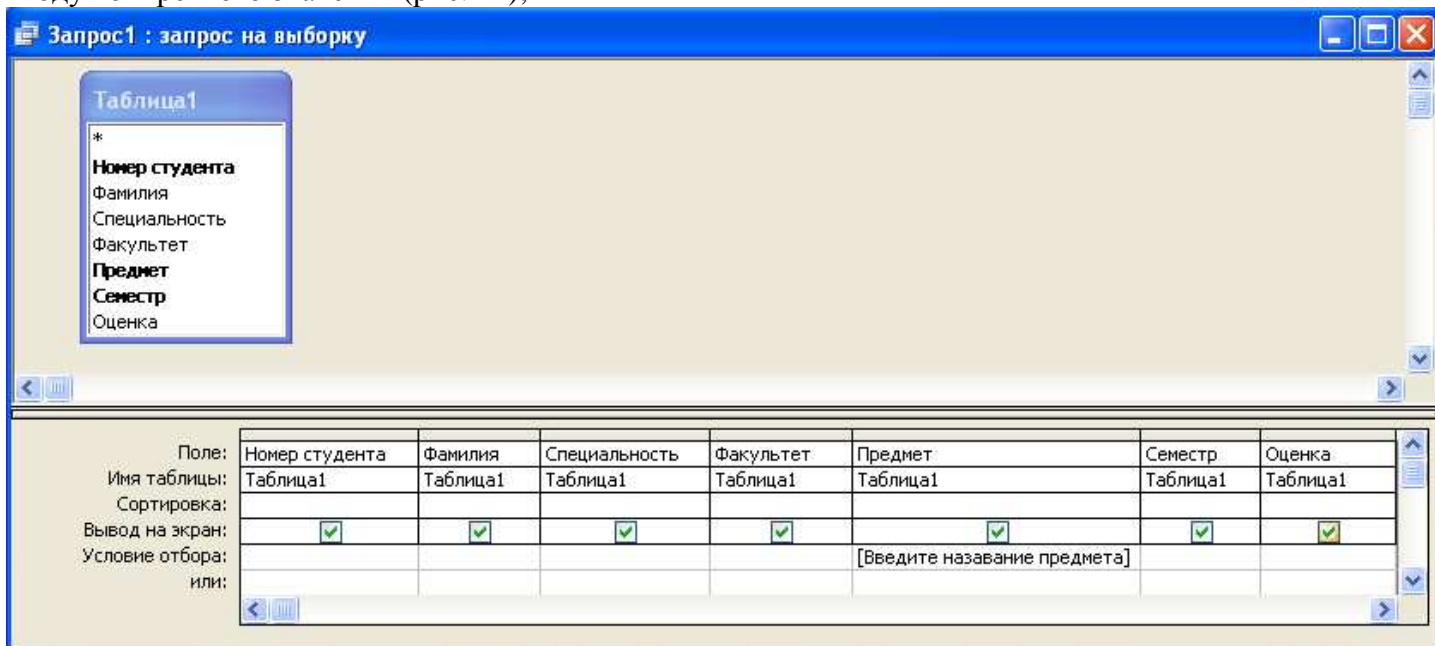 Запрос1 : запрос на выборку
Таблица1
*
Номер студента
Фамилия
Специальность
Факультет
Предмет
Семестр
Оценка
Поле: Номер студента Фамилия Специальность Факультет Предмет Семестр Оценка
Имя таблицы: Таблица1 Таблица1 Таблица1 Таблица1 Таблица1 Таблица1 Таблица1
Сортировка:
Вывод на экран:
Условие отбора: [Введите назавание предмета]
или: